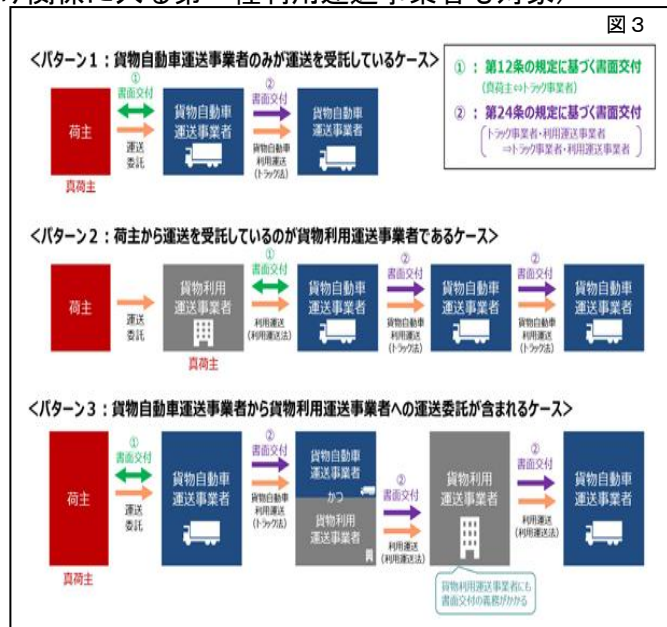 関係に入る第一種利用運送事業者も対象）
図3
<パターン1：貨物自動車運送事業者のみが運送を受託しているケース>
①
書面交付
②
書面交付
荷主
貨物自動車
運送事業者
貨物自動車
運送事業者
運送
委託
貨物自動車
利用運送
(トラック法)
真荷主
①：第12条の規定に基づく書面交付
(真荷主⇔トラック事業者)
②：第24条の規定に基づく書面交付
トラック事業者・利用運送事業者
⇒トラック事業者・利用運送事業者
<パターン2：荷主から運送を受託しているのが貨物利用運送事業者であるケース>
①
書面交付
②
書面交付
②
書面交付
荷主
貨物利用
運送事業者
貨物自動車
運送事業者
貨物自動車
運送事業者
貨物自動車
運送事業者
運送
委託
利用運送
(利用運送法)
貨物自動車
利用運送
(トラック法)
貨物自動車
利用運送
(トラック法)
真荷主
<パターン3：貨物自動車運送事業者から貨物利用運送事業者への運送委託が含まれるケース>
①
書面交付
②
書面交付
②
書面交付
②
書面交付
荷主
貨物自動車
運送事業者
貨物自動車
運送事業者
かつ
貨物利用
運送事業者
貨物利用
運送事業者
貨物自動車
運送事業者
運送
委託
貨物自動車
利用運送
(トラック法)
利用運送
(利用運送法)
利用運送
(利用運送法)
真荷主
貨物利用運送事業者にも
書面交付の義務がかかる